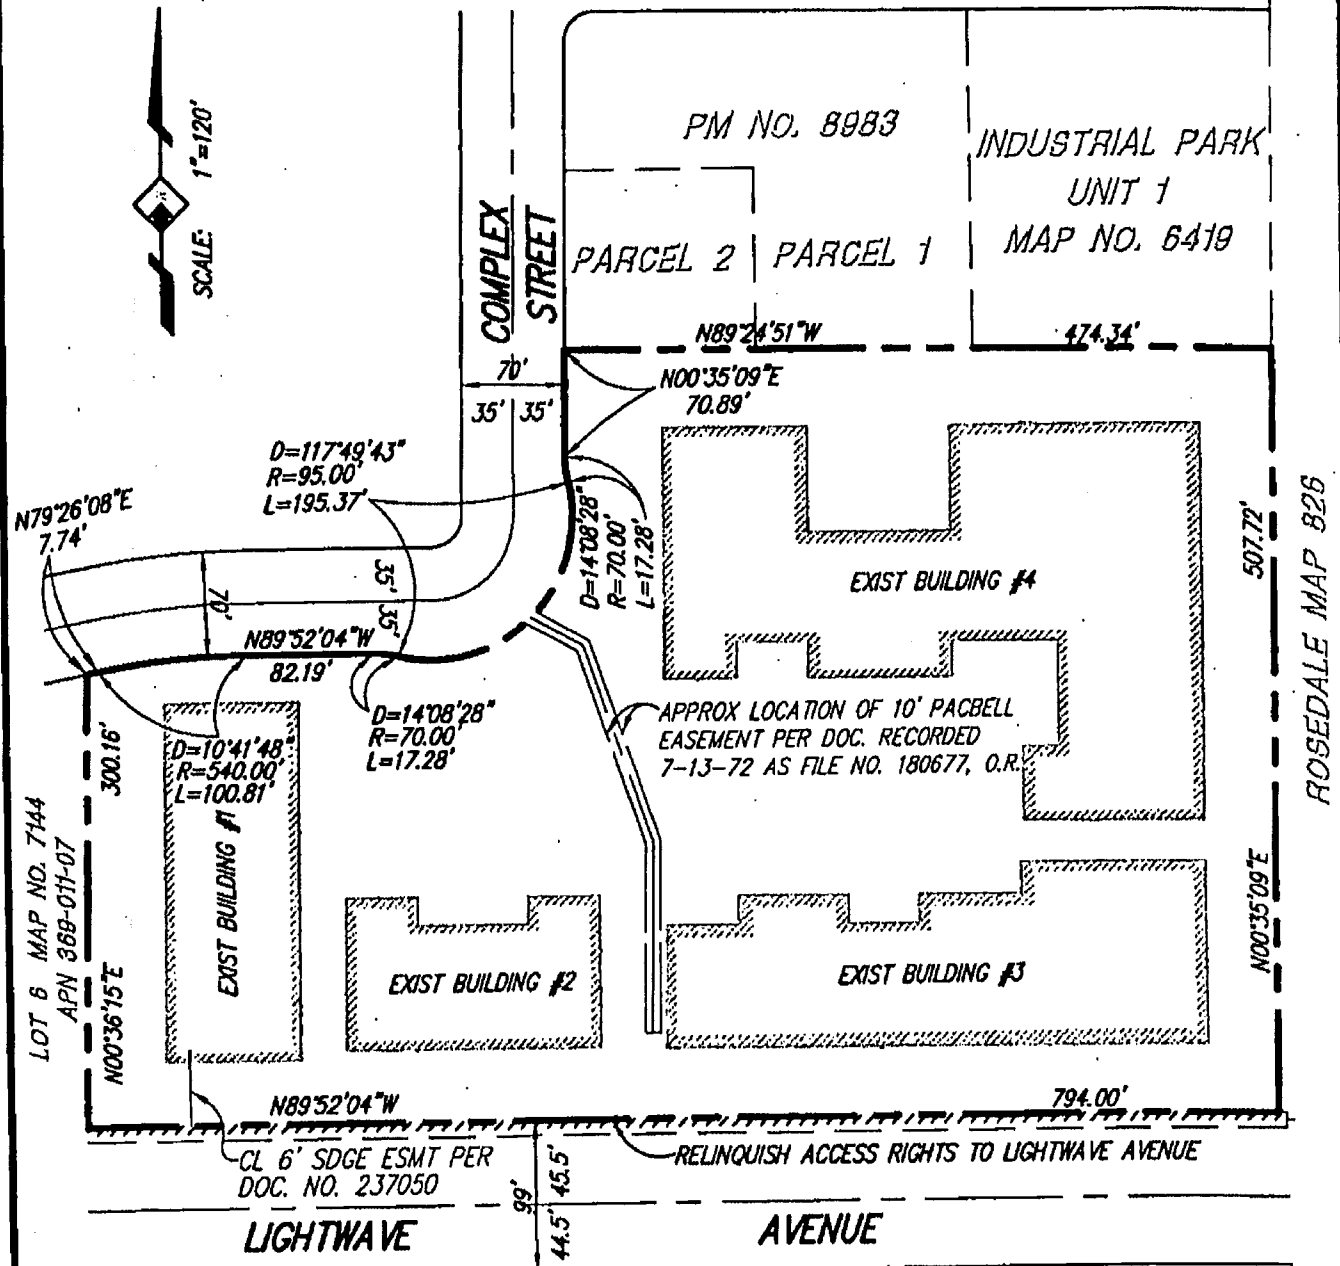 SCALE: 1"=120'
COMPLEX
STREET
PM NO. 8983
PARCEL 2
PARCEL 1
INDUSTRIAL PARK
UNIT 1
MAP NO. 6419
N89°24'51"W
474.34'
70'
35' 35'
N00°35'09"E
70.89'
D=117°49'43"
R=95.00'
L=195.37'
N79°26'08"E
7.74'
70'
35' 35'
D=14°08'28"
R=70.00'
L=17.28'
N89°52'04"W
82.19'
D=14°08'28"
R=70.00'
L=17.28'
D=10°41'48"
R=540.00'
L=100.81'
EXIST BUILDING #4
507.72'
N00°35'09"E
ROSEDALE MAP 826
APPROX LOCATION OF 10' PACBELL
EASEMENT PER DOC. RECORDED
7-13-72 AS FILE NO. 180677, O.R.
300.16'
N00°36'15"E
LOT 6 MAP NO. 7144
APN 369-011-07
EXIST BUILDING #1
EXIST BUILDING #2
EXIST BUILDING #3
N89°52'04"W
794.00'
CL 6' SDGE ESMT PER
DOC. NO. 237050
RELINQUISH ACCESS RIGHTS TO LIGHTWAVE AVENUE
99'
44.5' 45.5'
LIGHTWAVE AVENUE